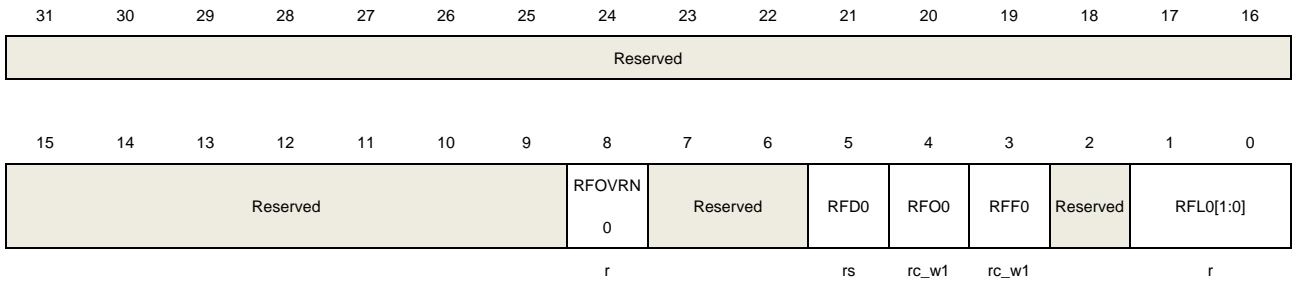 31 30 29 28 27 26 25 24 23 22 21 20 19 18 17 16
Reserved
15 14 13 12 11 10 9 8 7 6 5 4 3 2 1 0
Reserved RFOVRN 0 Reserved RFD0 RFO0 RFF0 Reserved RFL0[1:0]
r rs rc_w1 rc_w1 r